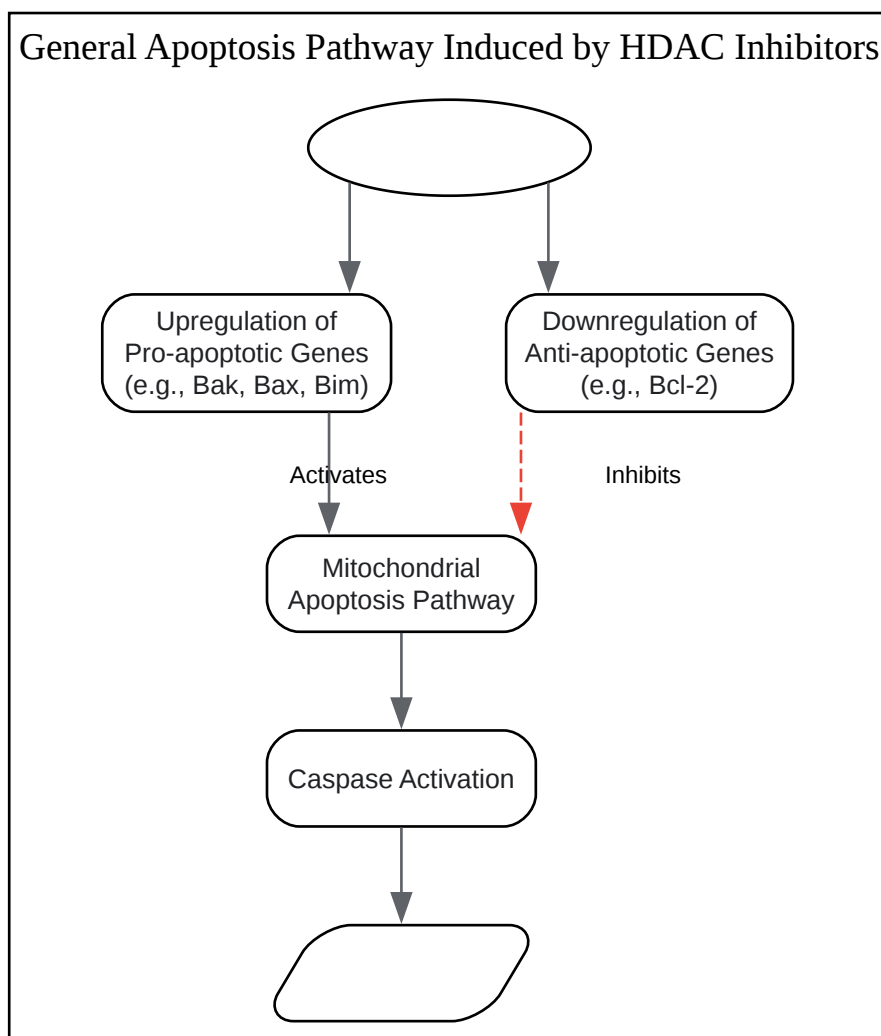 General Apoptosis Pathway Induced by HDAC Inhibitors
Upregulation of
Pro-apoptotic Genes
(e.g., Bak, Bax, Bim)
Downregulation of
Anti-apoptotic Genes
(e.g., Bcl-2)
Activates
Inhibits
Mitochondrial
Apoptosis Pathway
Caspase Activation